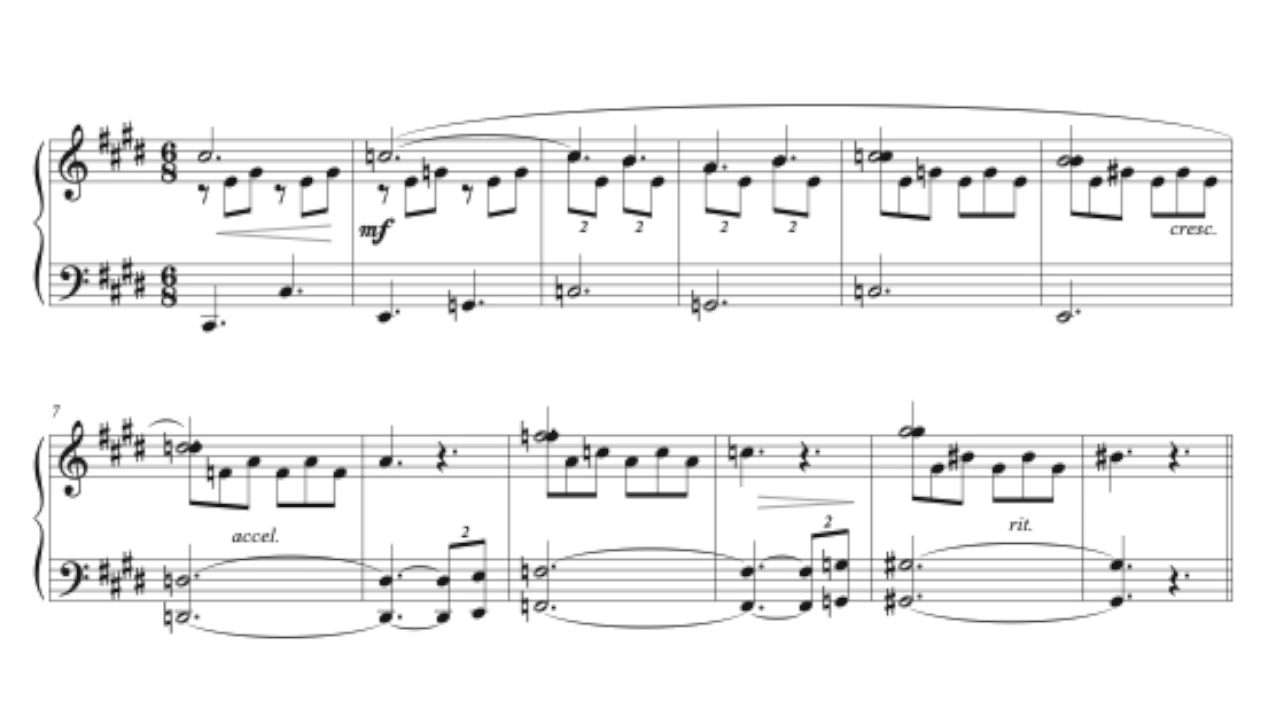 6 8
2 2 2 2
mf cresc.
6 8
7
accel. rit.
2 2